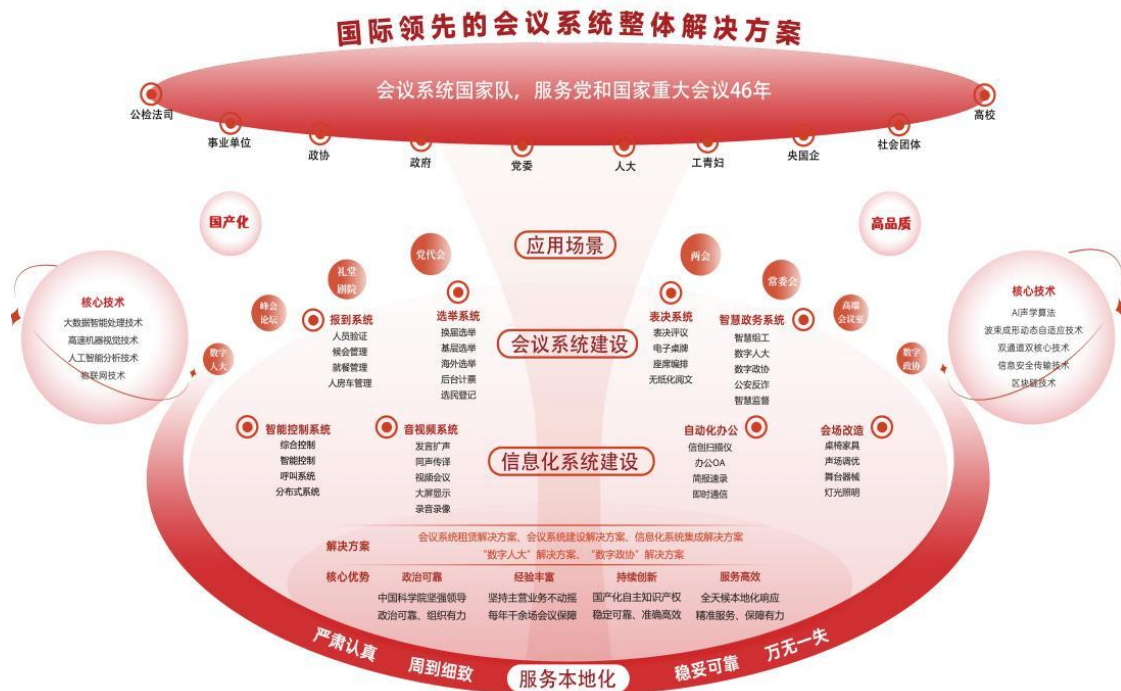 国际领先的会议系统整体解决方案
会议系统国家队，服务党和国家重大会议46年
公检法司
事业单位
政协
政府
党委
人大
工青妇
央国企
社会团体
高校
国产化
高品质
应用场景
峰会
论坛
礼堂
剧院
党代会
两会
常委会
高端
会议室
数字
人大
数字
政协
核心技术
大数据智能处理技术
高速机器视觉技术
人工智能分析技术
物联网技术
核心技术
AI声学算法
波束成形动态自适应技术
双通道双核心技术
信息安全传输技术
区块链技术
会议系统建设
报到系统
人员验证
候会管理
就餐管理
人房车管理
选举系统
换届选举
基层选举
海外选举
后台计票
选民登记
表决系统
表决评议
电子桌牌
座席编排
无纸化阅文
智慧政务系统
智慧组工
数字人大
数字政协
公安反诈
智慧监督
信息化系统建设
智能控制系统
综合控制
智能控制
呼叫系统
分布式系统
音视频系统
发言扩声
同声传译
视频会议
大屏显示
录音录像
自动化办公
信创扫描仪
办公OA
简报速录
即时通信
会场改造
桌椅家具
声场调优
舞台器械
灯光照明
解决方案
会议系统租赁解决方案、会议系统建设解决方案、信息化系统集成解决方案
“数字人大”解决方案、“数字政协”解决方案
核心优势
政治可靠
中国科学院坚强领导
政治可靠、组织有力
经验丰富
坚持主营业务不动摇
每年千余场会议保障
持续创新
国产化自主知识产权
稳定可靠、准确高效
服务高效
全天候本地化响应
精准服务、保障有力
严肃认真
周到细致
服务本地化
稳妥可靠
万无一失